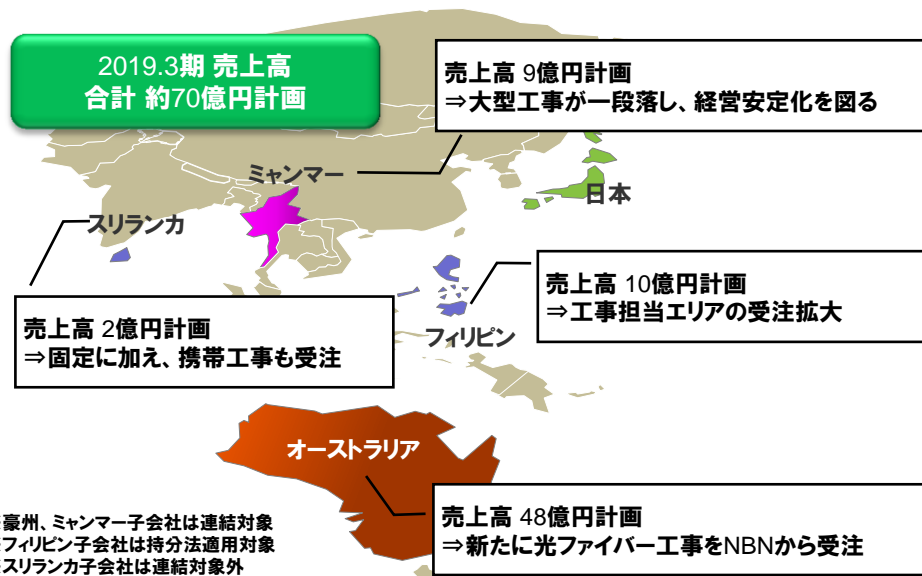 2019.3期 売上高
合計 約70億円計画
売上高 9億円計画
⇒大型工事が一段落し、経営安定化を図る
ミャンマー
日本
スリランカ
売上高 10億円計画
⇒工事担当エリアの受注拡大
売上高 2億円計画
⇒固定に加え、携帯工事も受注
フィリピン
オーストラリア
売上高 48億円計画
⇒新たに光ファイバー工事をNBNから受注
豪州、ミャンマー子会社は連結対象
フィリピン子会社は持分法適用対象
スリランカ子会社は連結対象外